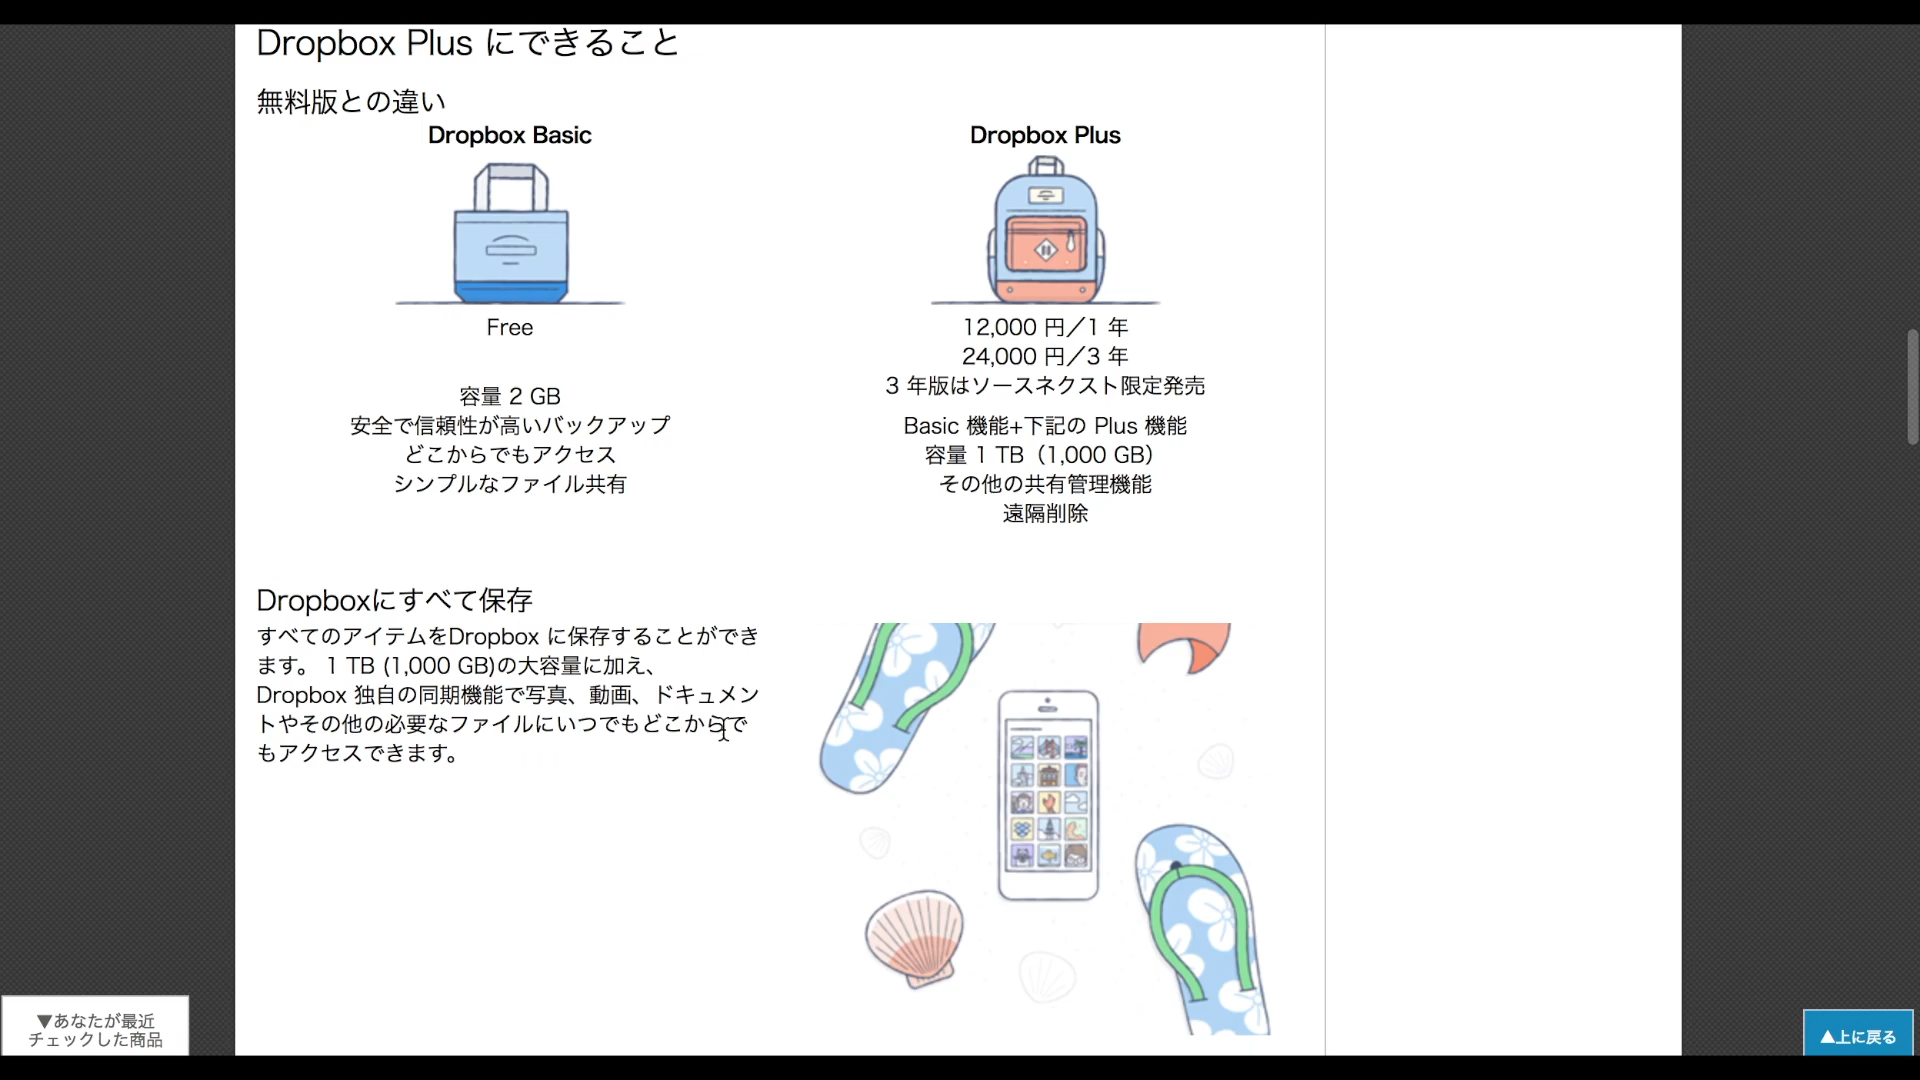 Dropbox Plus にできること
無料版との違い
Dropbox Basic
Free
容量 2 GB
安全で信頼性が高いバックアップ
どこからでもアクセス
シンプルなファイル共有
Dropbox Plus
12,000 円／1 年
24,000 円／3 年
3 年版はソースネクスト限定発売
Basic 機能+下記の Plus 機能
容量 1 TB（1,000 GB）
その他の共有管理機能
遠隔削除
Dropboxにすべて保存
すべてのアイテムをDropbox に保存することができ
ます。 1 TB (1,000 GB)の大容量に加え、
Dropbox 独自の同期機能で写真、動画、ドキュメン
トやその他の必要なファイルにいつでもどこからで
もアクセスできます。
▼あなたが最近
チェックした商品
▲上に戻る